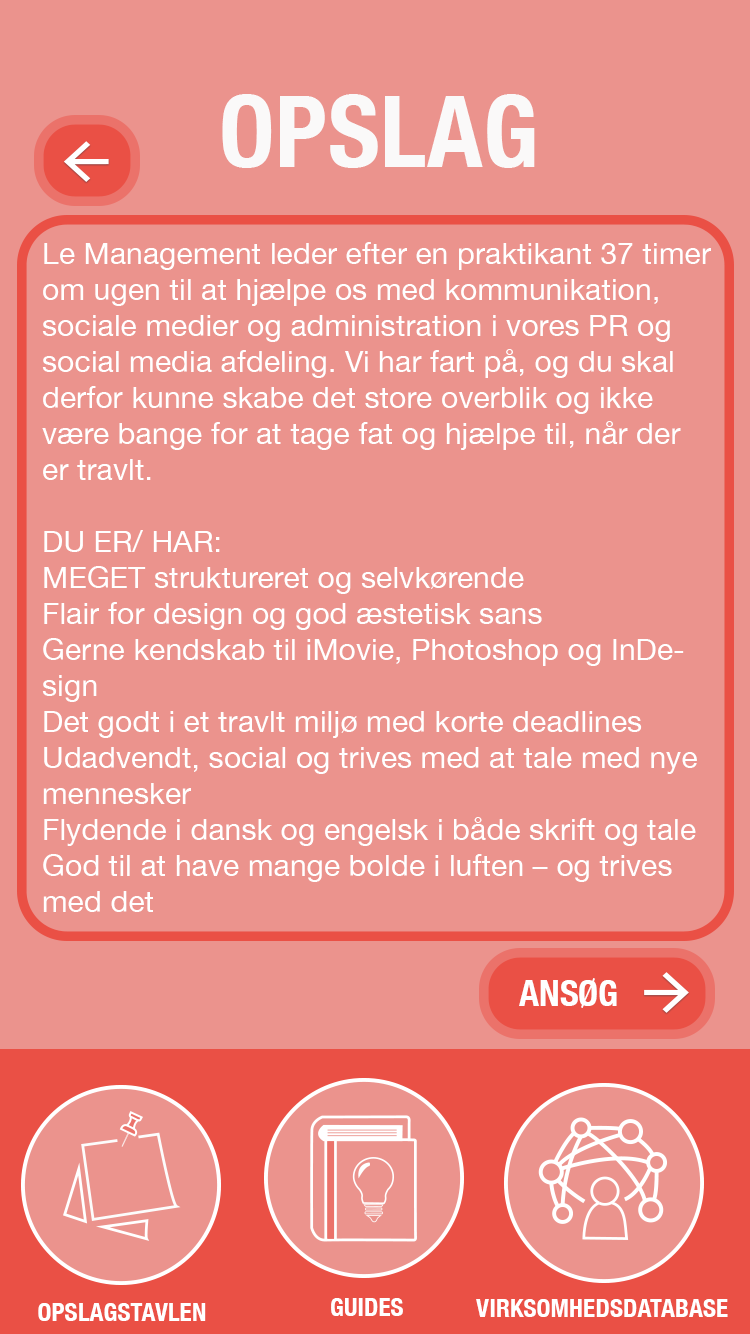 OPSLAG
Le Management leder efter en praktikant 37 timer
om ugen til at hjælpe os med kommunikation,
sociale medier og administration i vores PR og
social media afdeling. Vi har fart på, og du skal
derfor kunne skabe det store overblik og ikke
være bange for at tage fat og hjælpe til, når der
er travlt.
DU ER/ HAR:
MEGET struktureret og selvkørende
Flair for design og god æstetisk sans
Gerne kendskab til iMovie, Photoshop og InDe-
sign
Det godt i et travlt miljø med korte deadlines
Udadvendt, social og trives med at tale med nye
mennesker
Flydende i dansk og engelsk i både skrift og tale
God til at have mange bolde i luften – og trives
med det
ANSØG
OPSLAGSTAVLEN
GUIDES
VIRKSOMHEDSDATABASE